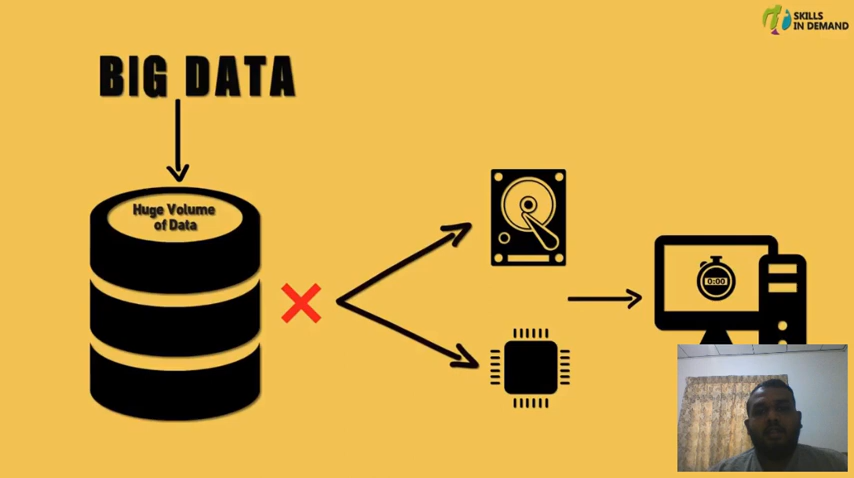 SKILLS
IN DEMAND
BIG DATA
Huge Volume
of Data
0:00